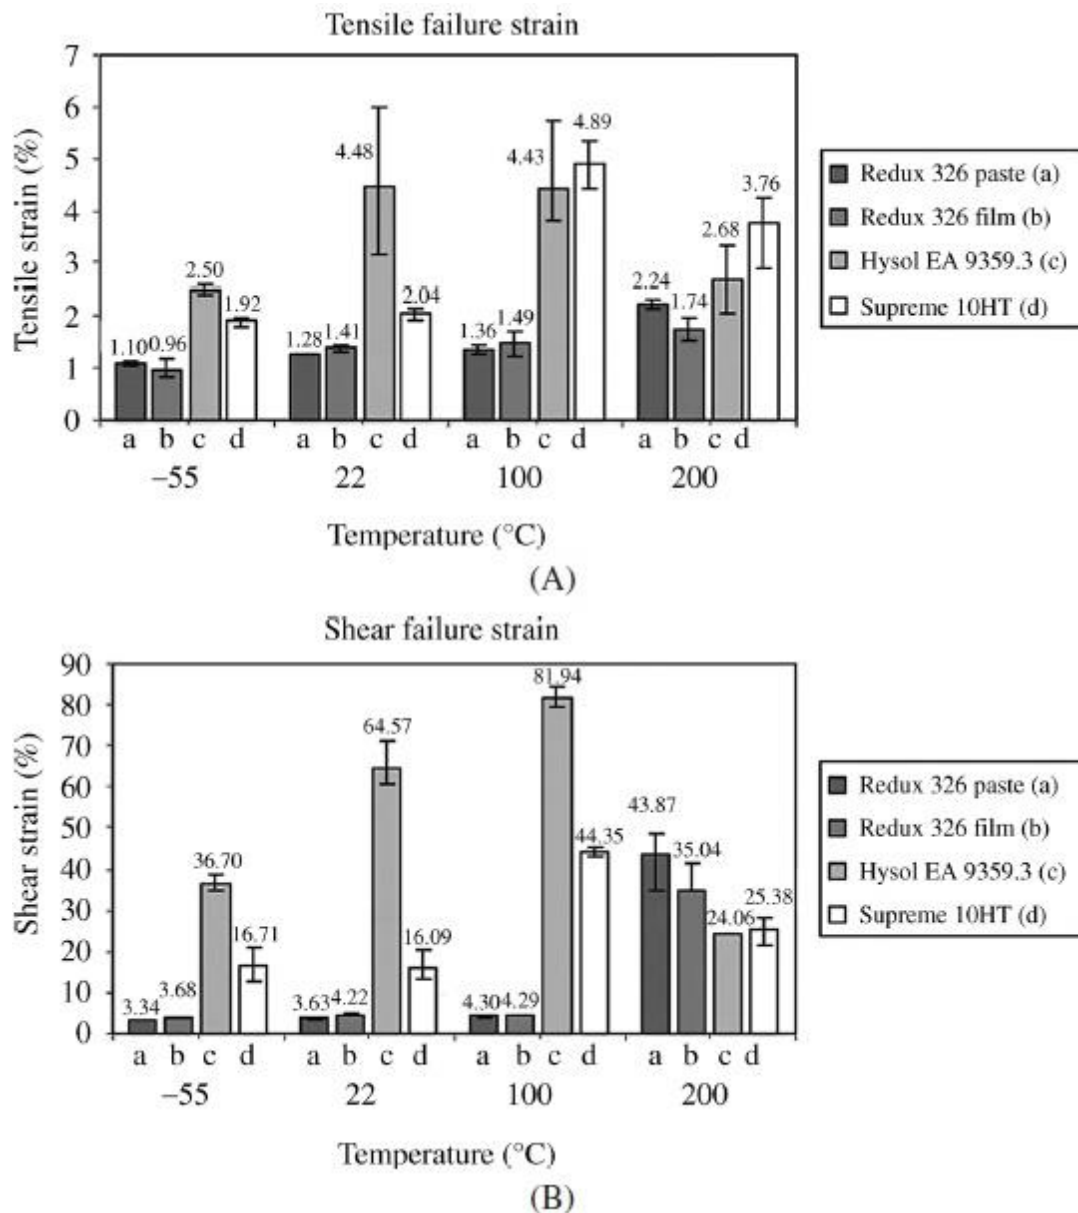 Tensile failure strain
Tensile strain (%)
7
6
5
4
3
2
1
0
1.10
0.96
2.50
1.92
1.28
1.41
4.48
2.04
1.36
1.49
4.43
4.89
2.24
1.74
2.68
3.76
a b c d a b c d a b c d a b c d
−55 22 100 200
Temperature (°C)
Redux 326 paste (a)
Redux 326 film (b)
Hysol EA 9359.3 (c)
Supreme 10HT (d)
(A)
Shear failure strain
Shear strain (%)
90
80
70
60
50
40
30
20
10
0
3.34
3.68
36.70
16.71
3.63
4.22
64.57
16.09
4.30
4.29
81.94
44.35
43.87
35.04
24.06
25.38
a b c d a b c d a b c d a b c d
−55 22 100 200
Temperature (°C)
Redux 326 paste (a)
Redux 326 film (b)
Hysol EA 9359.3 (c)
Supreme 10HT (d)
(B)